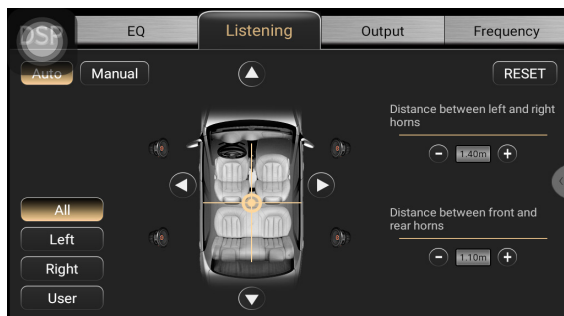 DSP
EQ
Listening
Output
Frequency
Auto
Manual
RESET
Distance between left and right
horns
1.40m
All
Left
Right
User
Distance between front and
rear horns
1.10m